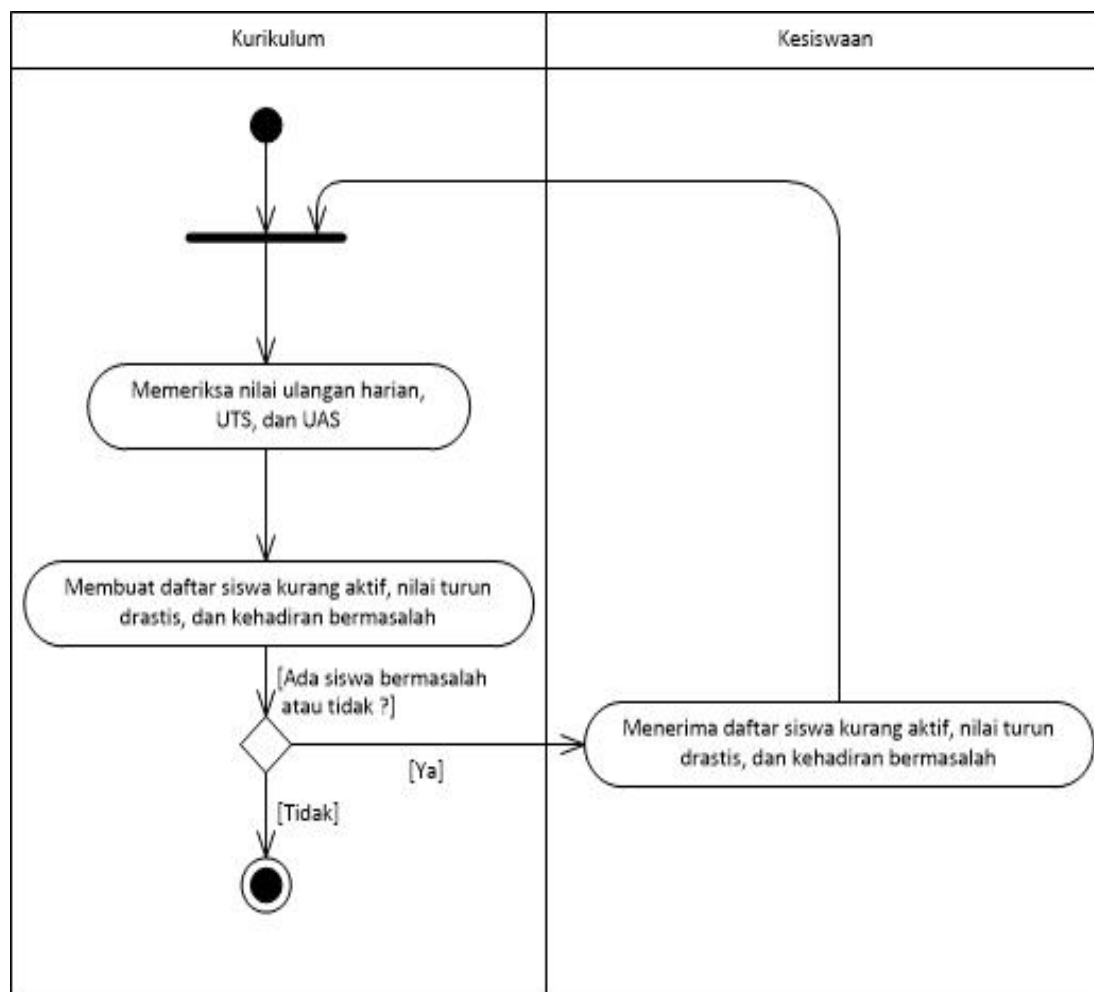 Kurikulum
Kesiswaan
Memeriksa nilai ulangan harian,
UTS, dan UAS
Membuat daftar siswa kurang aktif, nilai turun
drastis, dan kehadiran bermasalah
[Ada siswa bermasalah
atau tidak ?]
[Ya]
Menerima daftar siswa kurang aktif, nilai turun
drastis, dan kehadiran bermasalah
[Tidak]